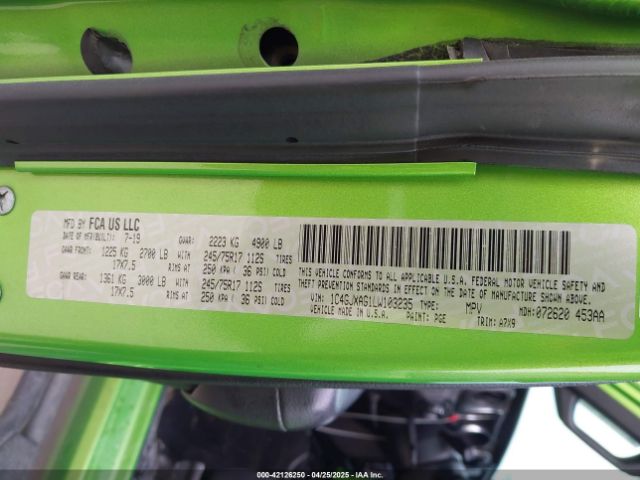 MFD BY FCA US LLC
DATE OF MFR(BUILT): 7-19 GVWR: 2223 KG 4900 LB
GAWR FRONT: 1225 KG 2700 LB WITH 245/75R17 112S TIRES
17X7.5 RIMS AT 250 KPA ( 36 PSI) COLD
GAWR REAR: 1361 KG 3000 LB WITH 245/75R17 112S TIRES
17X7.5 RIMS AT 250 KPA ( 36 PSI) COLD
THIS VEHICLE CONFORMS TO ALL APPLICABLE U.S.A. FEDERAL MOTOR VEHICLE SAFETY AND
THEFT PREVENTION STANDARDS IN EFFECT ON THE DATE OF MANUFACTURE SHOWN ABOVE.
VIN: 1C4GJXAG1LW103235 TYPE: MPV MDH:072620 453AA
VEHICLE MADE IN U.S.A. PAINT: PGE TRIM: A7X9
000-42126250 - 04/25/2025 - IAA Inc.